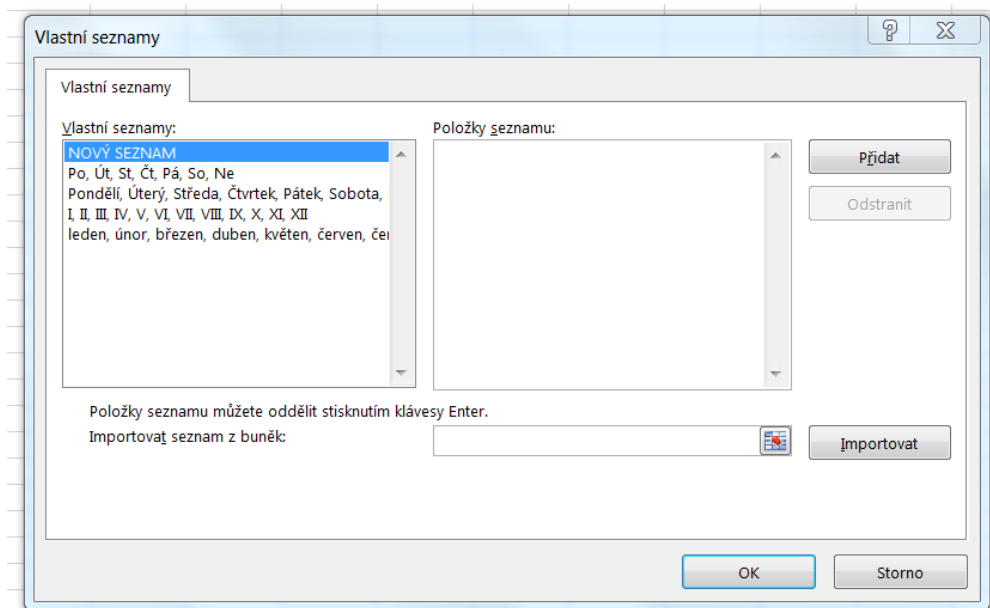 Vlastní seznamy
Vlastní seznamy
Vlastní seznamy:
Položky seznamu:
NOVÝ SEZNAM
Po, Út, St, Čt, Pá, So, Ne
Pondělí, Úterý, Středa, Čtvrtek, Pátek, Sobota,
I, II, III, IV, V, VI, VII, VIII, IX, X, XI, XII
leden, únor, březen, duben, květen, červen, če
Přidat
Odstranit
Položky seznamu můžete oddělit stisknutím klávesy Enter.
Importovat seznam z buněk:
Importovat
OK
Storno